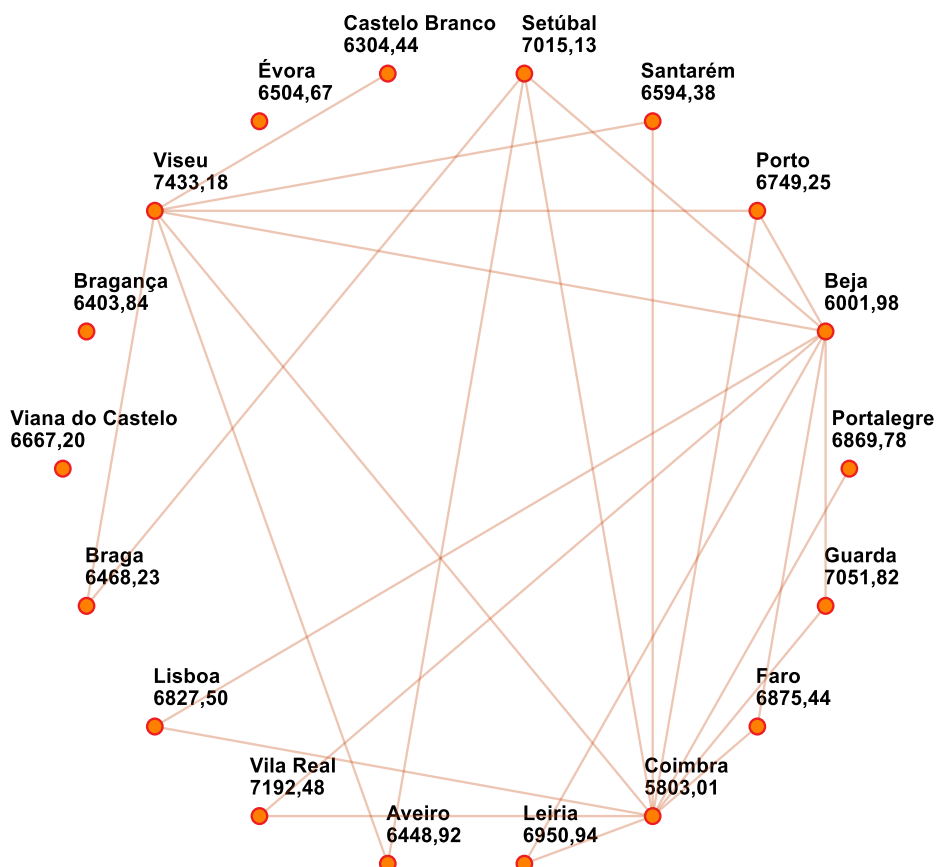 Castelo Branco
6304,44
Setúbal
7015,13
Évora
6504,67
Santarém
6594,38
Viseu
7433,18
Porto
6749,25
Bragança
6403,84
Beja
6001,98
Viana do Castelo
6667,20
Portalegre
6869,78
Braga
6468,23
Guarda
7051,82
Lisboa
6827,50
Faro
6875,44
Vila Real
7192,48
Coimbra
5803,01
Aveiro
6448,92
Leiria
6950,94